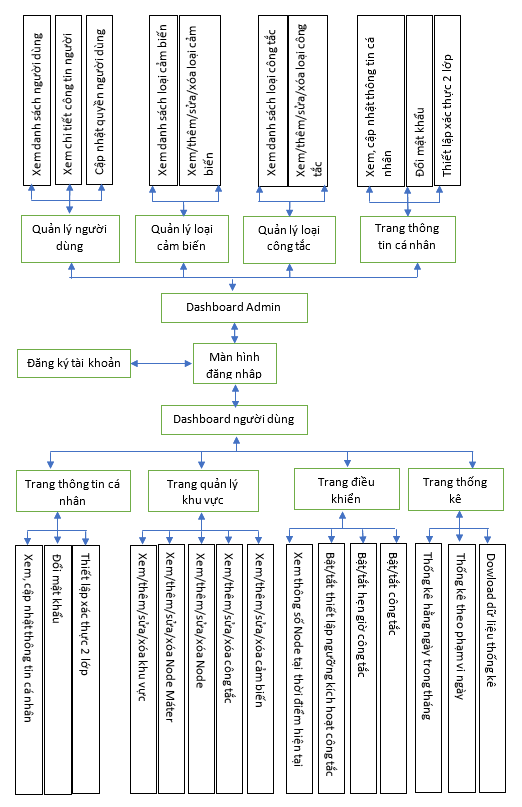 Xem danh sách người dùng
Xem chi tiết công tin người
Cập nhật quyền người dùng
Xem danh sách loại cảm biến
Xem/thêm/sửa/xóa loại cảm
biến
Xem danh sách loại công tắc
Xem/thêm/sửa/xóa loại công
tắc
Xem, cập nhật thông tin cá
nhân
Đổi mật khẩu
Thiết lập xác thực 2 lớp
Quản lý người
dùng
Quản lý loại
cảm biến
Quản lý loại
công tắc
Trang thông
tin cá nhân
Dashboard Admin
Đăng ký tài khoản
Màn hình
đăng nhập
Dashboard người dùng
Trang thông tin cá
nhân
Trang quản lý
khu vực
Trang điều
khiển
Trang thống
kê
Xem, cập nhật thông tin cá nhân
Đổi mật khẩu
Thiết lập xác thực 2 lớp
Xem/thêm/sửa/xóa khu vực
Xem/thêm/sửa/xóa Node Máter
Xem/thêm/sửa/xóa Node
Xem/thêm/sửa/xóa công tắc
Xem/thêm/sửa/xóa cảm biến
Xem thông số Node tại thời điểm hiện tại
Bật/tắt thiết lập ngưỡng kích hoạt công tắc
Bật/tắt hẹn giờ công tắc
Bật/tắt công tắc
Thống kê hằng ngày trong tháng
Thống kê theo phạm vi ngày
Dowload dữ liệu thống kê